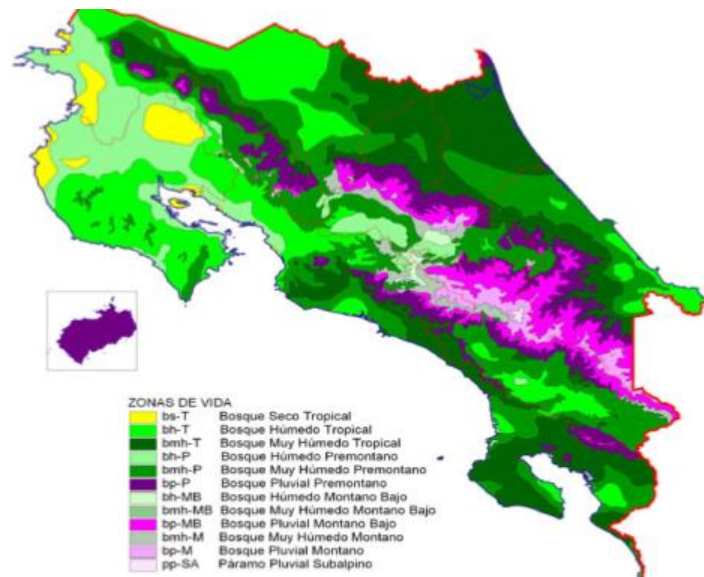 ZONAS DE VIDA
bs-T Bosque Seco Tropical
bh-T Bosque Húmedo Tropical
bmh-T Bosque Muy Húmedo Tropical
bh-P Bosque Húmedo Premontano
bmh-P Bosque Muy Húmedo Premontano
bp-P Bosque Pluvial Premontano
bh-MB Bosque Húmedo Montano Bajo
bmh-MB Bosque Muy Húmedo Montano Bajo
bp-MB Bosque Pluvial Montano Bajo
bmh-M Bosque Muy Húmedo Montano
bp-M Bosque Pluvial Montano
pp-SA Páramo Pluvial Subalpino